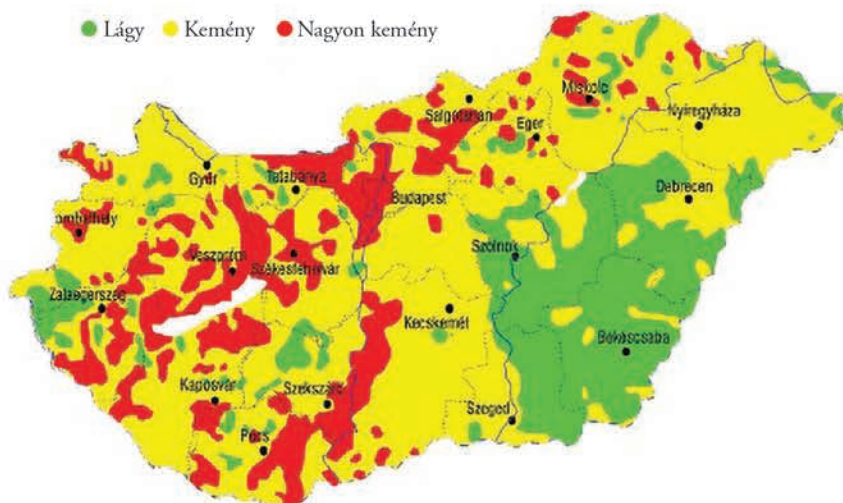 Lágy Kemény Nagyon kemény
Salgótarján
Miskolc
Nyíregyháza
Eger
Győr
Tatabánya
Budapest
Debrecen
ombathely
Veszprém
Székesfehérvár
Szolnok
Zalaegerszeg
Kecskemét
Békéscsaba
Kaposvár
Szekszárd
Szeged
Pécs